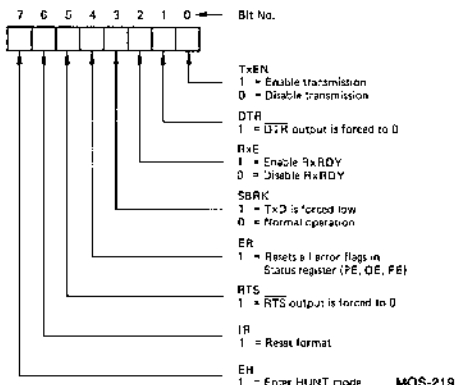 7 6 5 4 3 2 1 0 Bit No.
TxEN
1 = Enable transmission
0 = Disable transmission
DTR
1 = DTR output is forced to 0
RxE
1 = Enable RxRDY
0 = Disable RxRDY
SBRK
1 = TxD is forced low
0 = Normal operation
ER
1 = Resets all error flags in
Status register (PE, OE, FE)
RTS
1 = RTS output is forced to 0
IR
1 = Reset format
EH
1 = Enter HUNT mode MOS-219